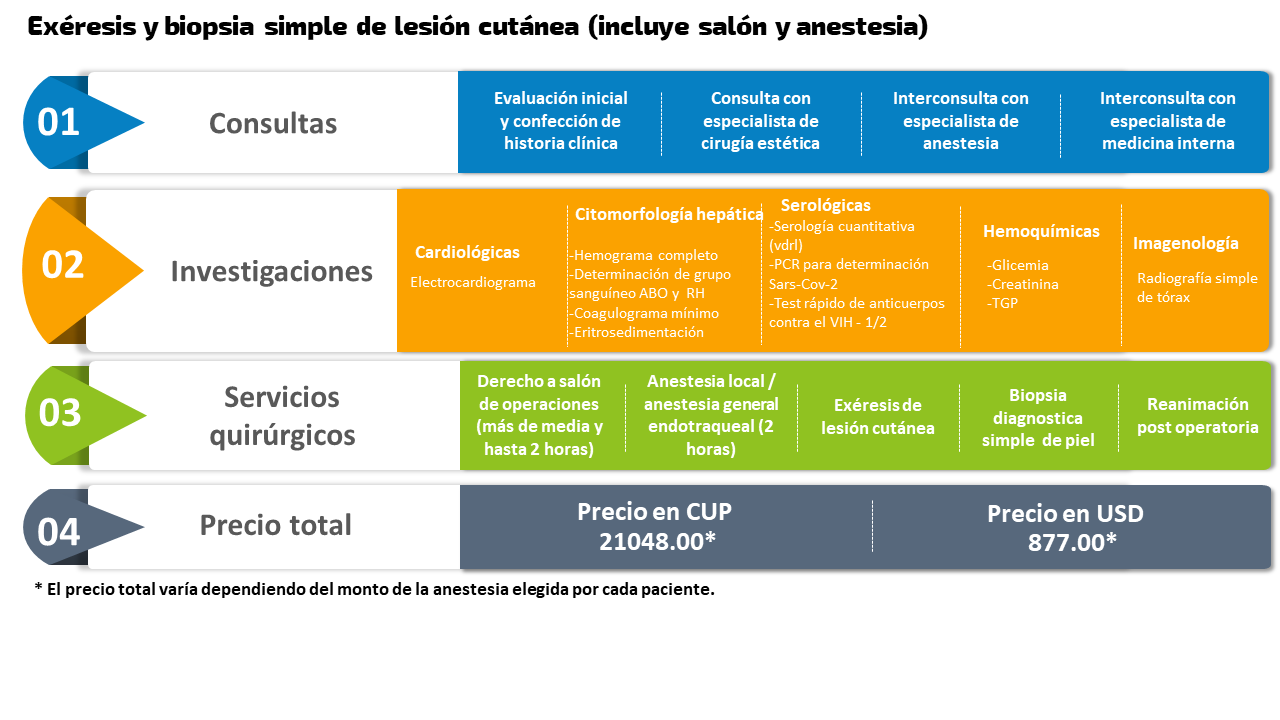 Exéresis y biopsia simple de lesión cutánea (incluye salón y anestesia)
01
Consultas
Evaluación inicial
y confección de
historia clínica
Consulta con
especialista de
cirugía estética
Interconsulta con
especialista de
anestesia
Interconsulta con
especialista de
medicina interna
02
Investigaciones
Cardiológicas
Electrocardiograma
Citomorfología hepática
-Hemograma completo
-Determinación de grupo
sanguíneo ABO y RH
-Coagulograma mínimo
-Eritrosedimentación
Serológicas
-Serología cuantitativa
(vdrl)
-PCR para determinación
Sars-Cov-2
-Test rápido de anticuerpos
contra el VIH - 1/2
Hemoquímicas
-Glicemia
-Creatinina
-TGP
Imagenología
Radiografía simple
de tórax
03
Servicios
quirúrgicos
Derecho a salón
de operaciones
(más de media y
hasta 2 horas)
Anestesia local /
anestesia general
endotraqueal (2
horas)
Exéresis de
lesión cutánea
Biopsia
diagnostica
simple de piel
Reanimación
post operatoria
04
Precio total
Precio en CUP
21048.00*
Precio en USD
877.00*
* El precio total varía dependiendo del monto de la anestesia elegida por cada paciente.